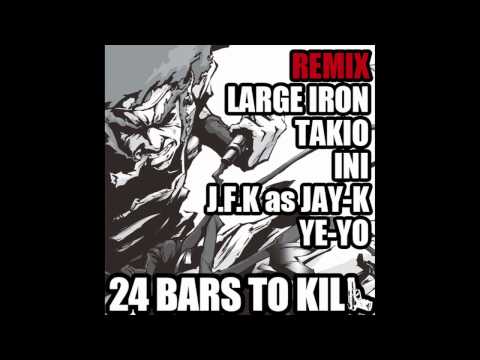 REMIX
LARGE IRON
TAKIO
INI
J.F.K as JAY-K
YE-YO
24 BARS TO KILL